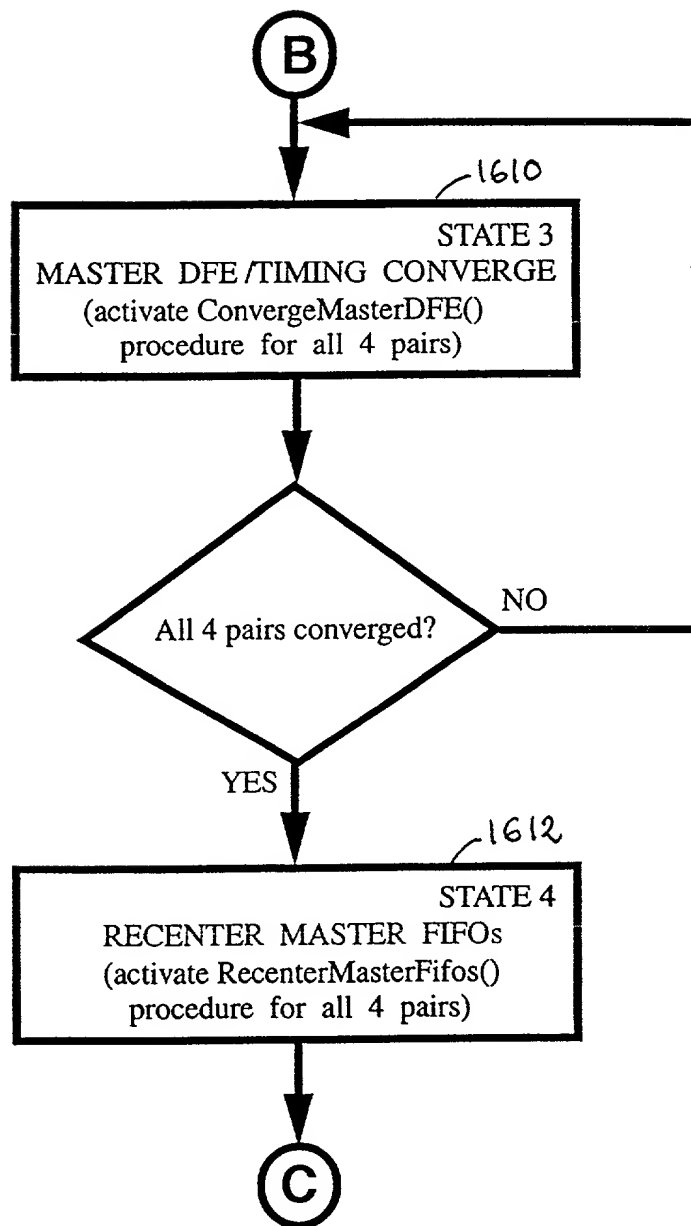 B
1610
STATE 3
MASTER DFE/TIMING CONVERGE
(activate ConvergeMasterDFE()
procedure for all 4 pairs)
All 4 pairs converged?
NO
YES
1612
STATE 4
RECENTER MASTER FIFOs
(activate RecenterMasterFifos()
procedure for all 4 pairs)
C